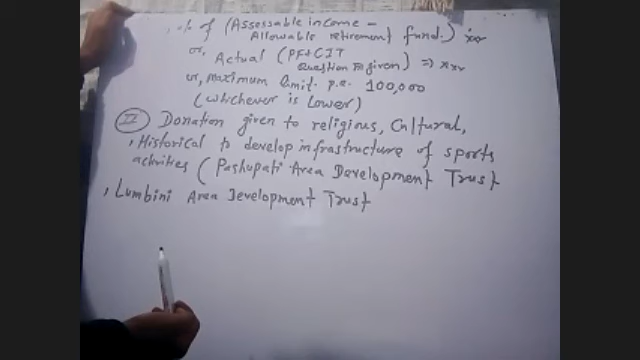 % of (Assessable income -
Allowable retirement fund.) xxx
or, Actual (PF+CIT
Question मा given) => xxx
or, maximum limit. p.a. 100,000
(whichever is lower)
II Donation given to religious, Cultural,
, Historical to develop infrastructure of sports
activities (Pashupati Area Development Trust
, Lumbini Area Development Trust